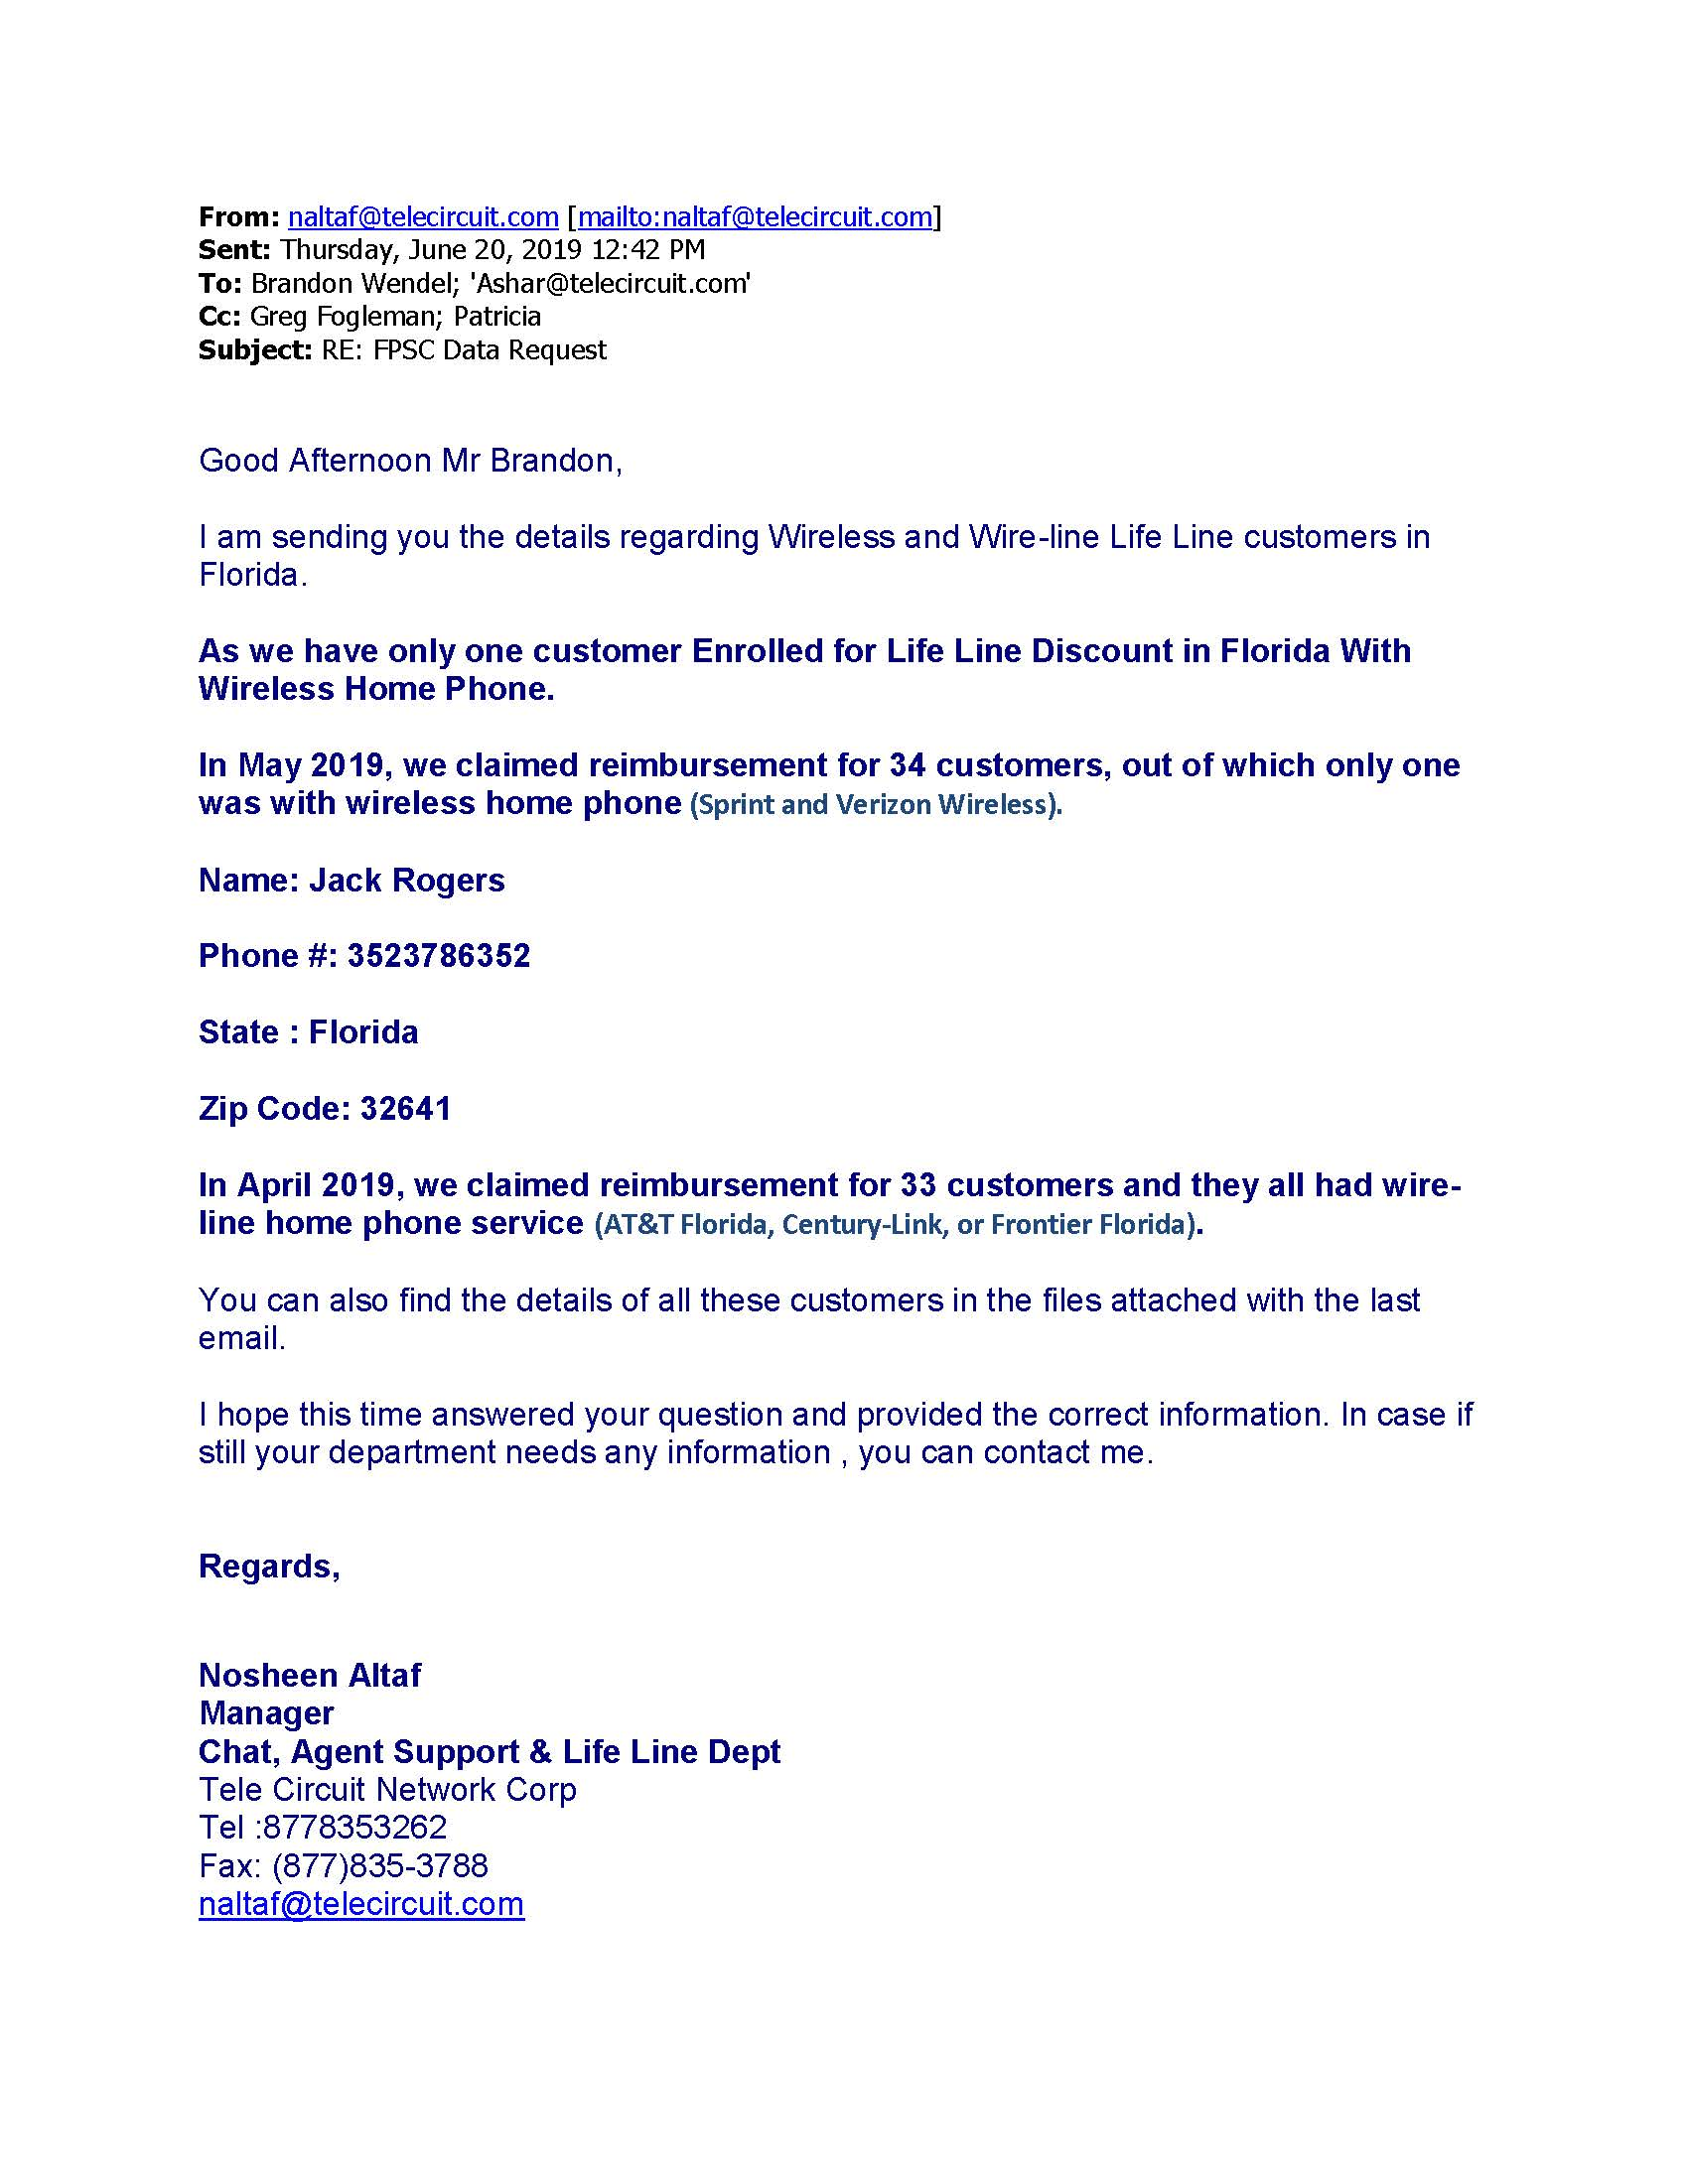 From: naltaf@telecircuit.com [mailto:naltaf@telecircuit.com]
Sent: Thursday, June 20, 2019 12:42 PM
To: Brandon Wendel; 'Ashar@telecircuit.com'
Cc: Greg Fogleman; Patricia
Subject: RE: FPSC Data Request
Good Afternoon Mr Brandon,
I am sending you the details regarding Wireless and Wire-line Life Line customers in
Florida.
As we have only one customer Enrolled for Life Line Discount in Florida With
Wireless Home Phone.
In May 2019, we claimed reimbursement for 34 customers, out of which only one
was with wireless home phone (Sprint and Verizon Wireless).
Name: Jack Rogers
Phone #: 3523786352
State : Florida
Zip Code: 32641
In April 2019, we claimed reimbursement for 33 customers and they all had wire-
line home phone service (AT&T Florida, Century-Link, or Frontier Florida).
You can also find the details of all these customers in the files attached with the last
email.
I hope this time answered your question and provided the correct information. In case if
still your department needs any information , you can contact me.
Regards,
Nosheen Altaf
Manager
Chat, Agent Support & Life Line Dept
Tele Circuit Network Corp
Tel :8778353262
Fax: (877)835-3788
naltaf@telecircuit.com